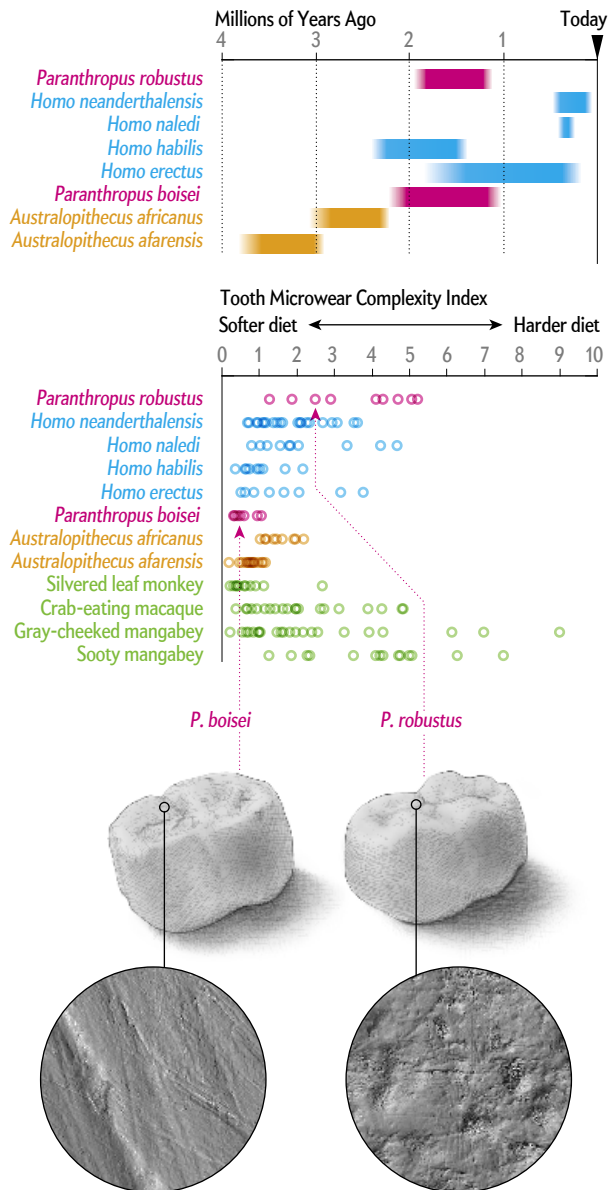 Millions of Years Ago Today
4 3 2 1
Paranthropus robustus
Homo neanderthalensis
Homo naledi
Homo habilis
Homo erectus
Paranthropus boisei
Australopithecus africanus
Australopithecus afarensis
Tooth Microwear Complexity Index
Softer diet Harder diet
0 1 2 3 4 5 6 7 8 9 10
Paranthropus robustus
Homo neanderthalensis
Homo naledi
Homo habilis
Homo erectus
Paranthropus boisei
Australopithecus africanus
Australopithecus afarensis
Silvered leaf monkey
Crab-eating macaque
Gray-cheeked mangabey
Sooty mangabey
P. boisei P. robustus